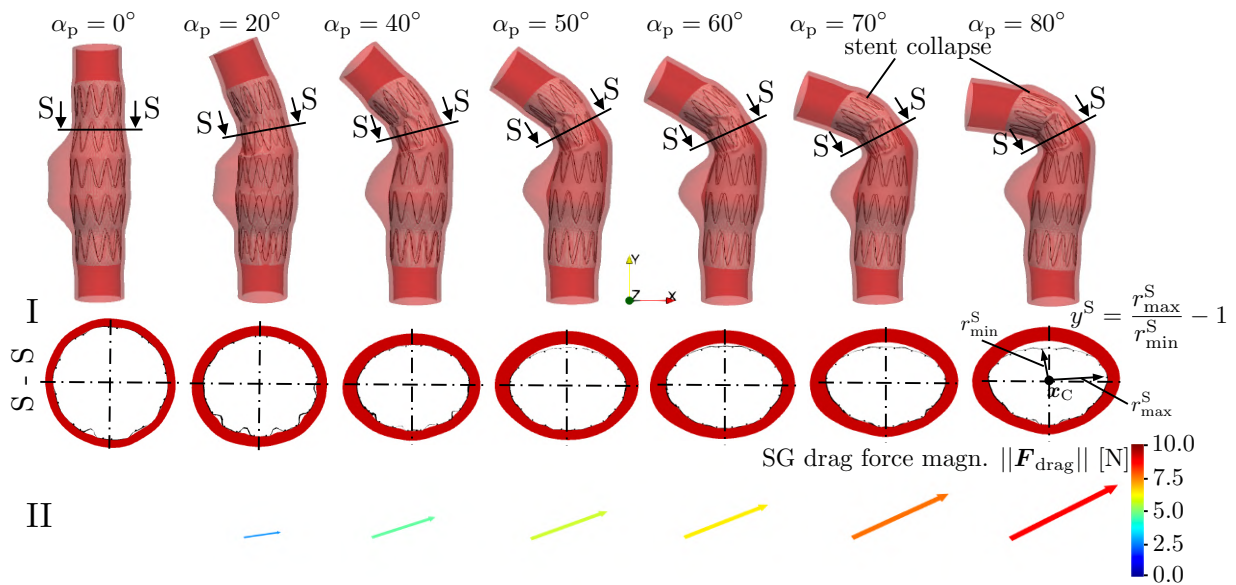 α_p = 0° α_p = 20° α_p = 40° α_p = 50° α_p = 60° α_p = 70° α_p = 80°
stent collapse
S S S S S S S S S S S S S S
Y
Z X
I
y^S = r^S_max / r^S_min − 1
r^S_min
S - S
x_C
r^S_max
SG drag force magn. ||F_drag|| [N]
10.0
7.5
II
5.0
2.5
0.0